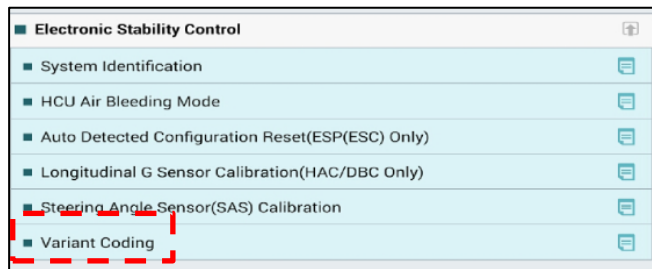 Electronic Stability Control
System Identification
HCU Air Bleeding Mode
Auto Detected Configuration Reset(ESP(ESC) Only)
Longitudinal G Sensor Calibration(HAC/DBC Only)
Steering Angle Sensor(SAS) Calibration
Variant Coding